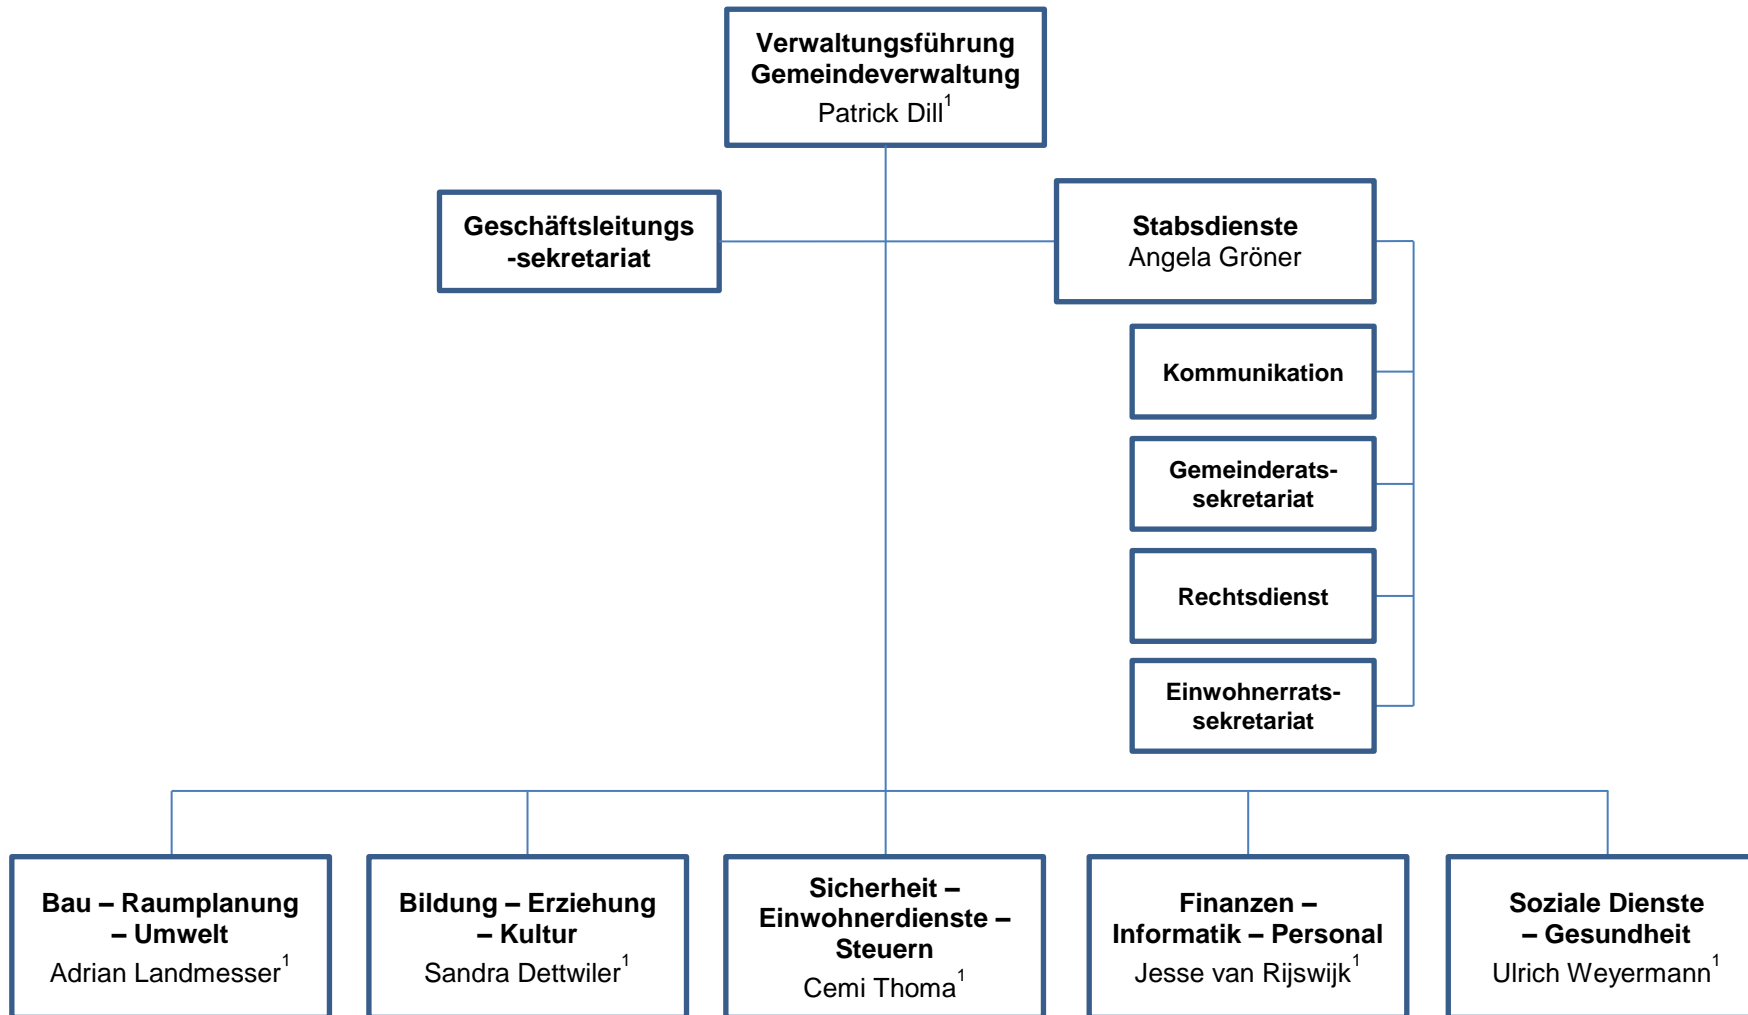 Verwaltungsführung
Gemeindeverwaltung
Patrick Dill¹
Geschäftsleitungs
-sekretariat
Stabsdienste
Angela Gröner
Kommunikation
Gemeinderats-
sekretariat
Rechtsdienst
Einwohnerrats-
sekretariat
Bau – Raumplanung
– Umwelt
Adrian Landmesser¹
Bildung – Erziehung
– Kultur
Sandra Dettwiler¹
Sicherheit –
Einwohnerdienste –
Steuern
Cemi Thoma¹
Finanzen –
Informatik – Personal
Jesse van Rijswijk¹
Soziale Dienste
– Gesundheit
Ulrich Weyermann¹